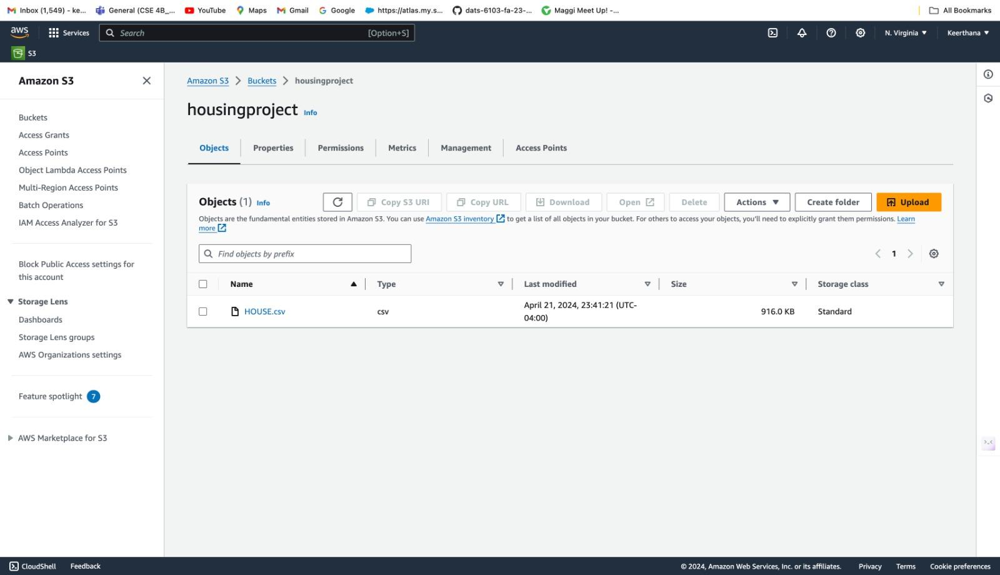 Inbox (1,549) - ke... General (CSE 4B_... YouTube Maps Gmail Google https://atlas.my.s... dats-6103-fa-23-... Maggi Meet Up! -... All Bookmarks
aws Services Search [Option+S] N. Virginia Keerthana
S3
Amazon S3
Buckets
Access Grants
Access Points
Object Lambda Access Points
Multi-Region Access Points
Batch Operations
IAM Access Analyzer for S3
Block Public Access settings for
this account
Storage Lens
Dashboards
Storage Lens groups
AWS Organizations settings
Feature spotlight 7
AWS Marketplace for S3
Amazon S3 Buckets housingproject
housingproject Info
Objects Properties Permissions Metrics Management Access Points
Objects (1) Info Copy S3 URI Copy URL Download Open Delete Actions Create folder Upload
Objects are the fundamental entities stored in Amazon S3. You can use Amazon S3 inventory to get a list of all objects in your bucket. For others to access your objects, you'll need to explicitly grant them permissions. Learn
more
Find objects by prefix 1
Name Type Last modified Size Storage class
HOUSE.csv csv April 21, 2024, 23:41:21 (UTC-
04:00) 916.0 KB Standard
CloudShell Feedback © 2024, Amazon Web Services, Inc. or its affiliates. Privacy Terms Cookie preferences